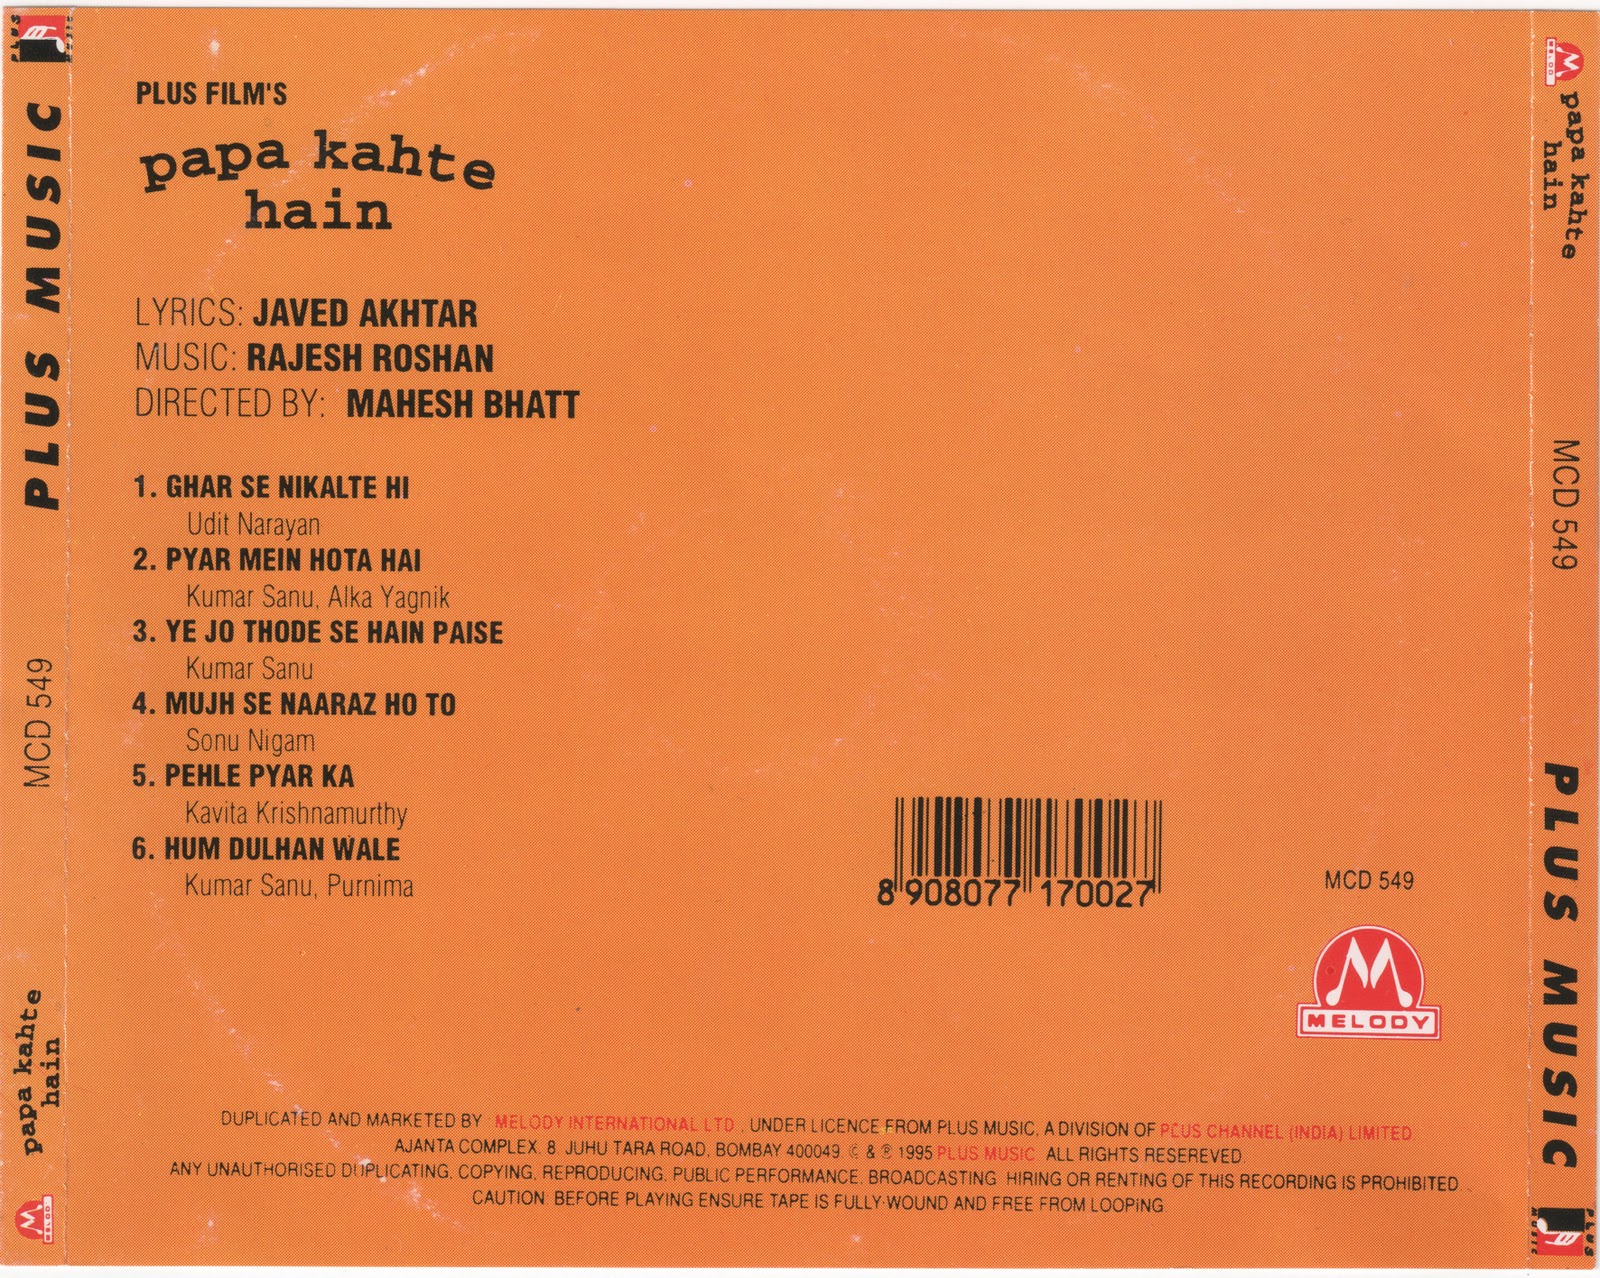 PLUS FILM'S
papa kahte
hain
LYRICS: JAVED AKHTAR
MUSIC: RAJESH ROSHAN
DIRECTED BY: MAHESH BHATT
1. GHAR SE NIKALTE HI
Udit Narayan
2. PYAR MEIN HOTA HAI
Kumar Sanu, Alka Yagnik
3. YE JO THODE SE HAIN PAISE
Kumar Sanu
4. MUJH SE NAARAZ HO TO
Sonu Nigam
5. PEHLE PYAR KA
Kavita Krishnamurthy
6. HUM DULHAN WALE
Kumar Sanu, Purnima
8 908077 170027
MCD 549
MELODY
DUPLICATED AND MARKETED BY : MELODY INTERNATIONAL LTD., UNDER LICENCE FROM PLUS MUSIC, A DIVISION OF PLUS CHANNEL (INDIA) LIMITED.
AJANTA COMPLEX, 8, JUHU TARA ROAD, BOMBAY 400049. © & ℗ 1995 PLUS MUSIC. ALL RIGHTS RESEREVED.
ANY UNAUTHORISED DUPLICATING, COPYING, REPRODUCING, PUBLIC PERFORMANCE, BROADCASTING, HIRING OR RENTING OF THIS RECORDING IS PROHIBITED.
CAUTION: BEFORE PLAYING ENSURE TAPE IS FULLY-WOUND AND FREE FROM LOOPING.
PLUS MUSIC
PLUS MUSIC
MCD 549
papa kahte
hain
MELODY
MELODY
papa kahte
hain
MCD 549
PLUS MUSIC
PLUS MUSIC